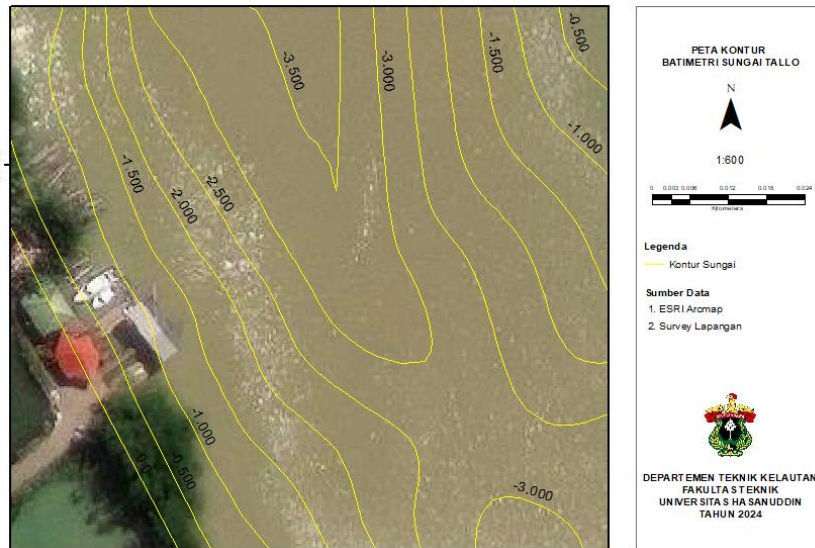 -3.500
-3.000
-1.500
-0.500
-1.000
-1.500
-2.000
-2.500
-1.000
-0.500
0.0
-3.000
PETA KONTUR
BATIMETRI SUNGAI TALLO
N
1:600
0 0.003 0.006 0.012 0.018 0.024
Kilometers
Legenda
Kontur Sungai
Sumber Data
1. ESRI Arcmap
2. Survey Lapangan
DEPARTEMEN TEKNIK KELAUTAN
FAKULTAS TEKNIK
UNIVERSITAS HASANUDDIN
TAHUN 2024